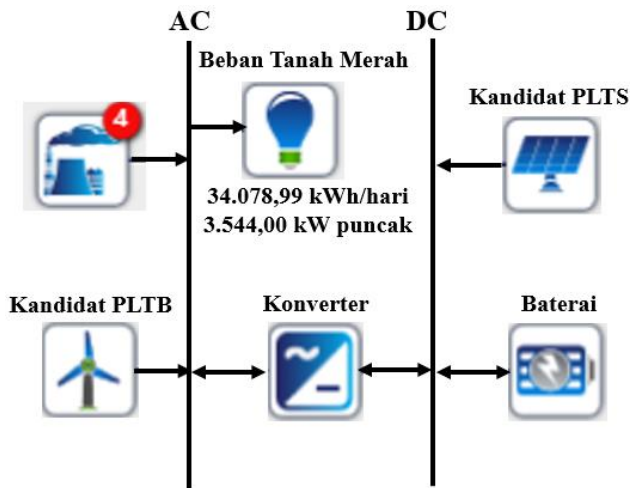 AC
DC
Beban Tanah Merah
4
Kandidat PLTS
34.078,99 kWh/hari
3.544,00 kW puncak
Kandidat PLTB
Konverter
Baterai